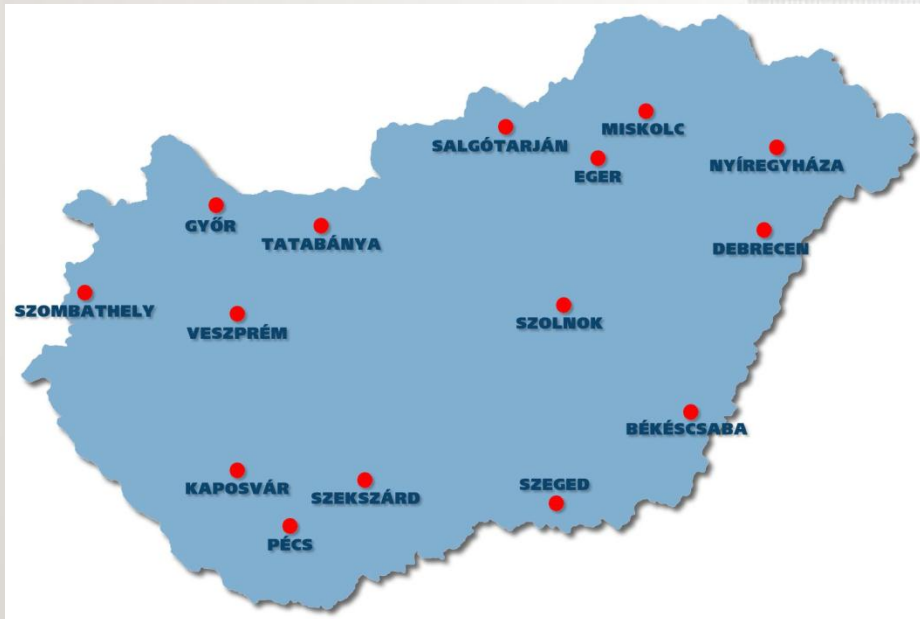 MISKOLC
SALGÓTARJÁN
NYÍREGYHÁZA
EGER
GYŐR
TATABÁNYA
DEBRECEN
SZOMBATHELY
VESZPRÉM
SZOLNOK
BÉKÉSCSABA
KAPOSVÁR
SZEKSZÁRD
SZEGED
PÉCS